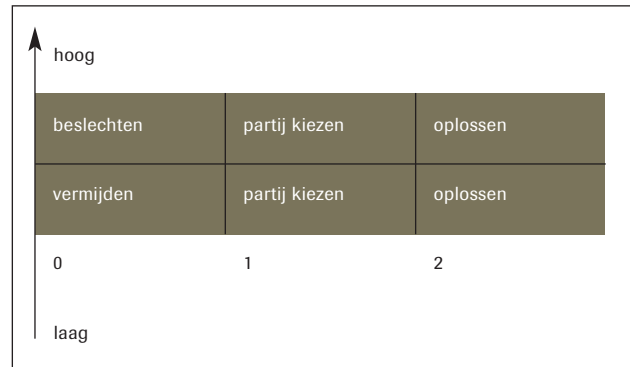 hoog
beslechten partij kiezen oplossen
vermijden partij kiezen oplossen
0 1 2
laag